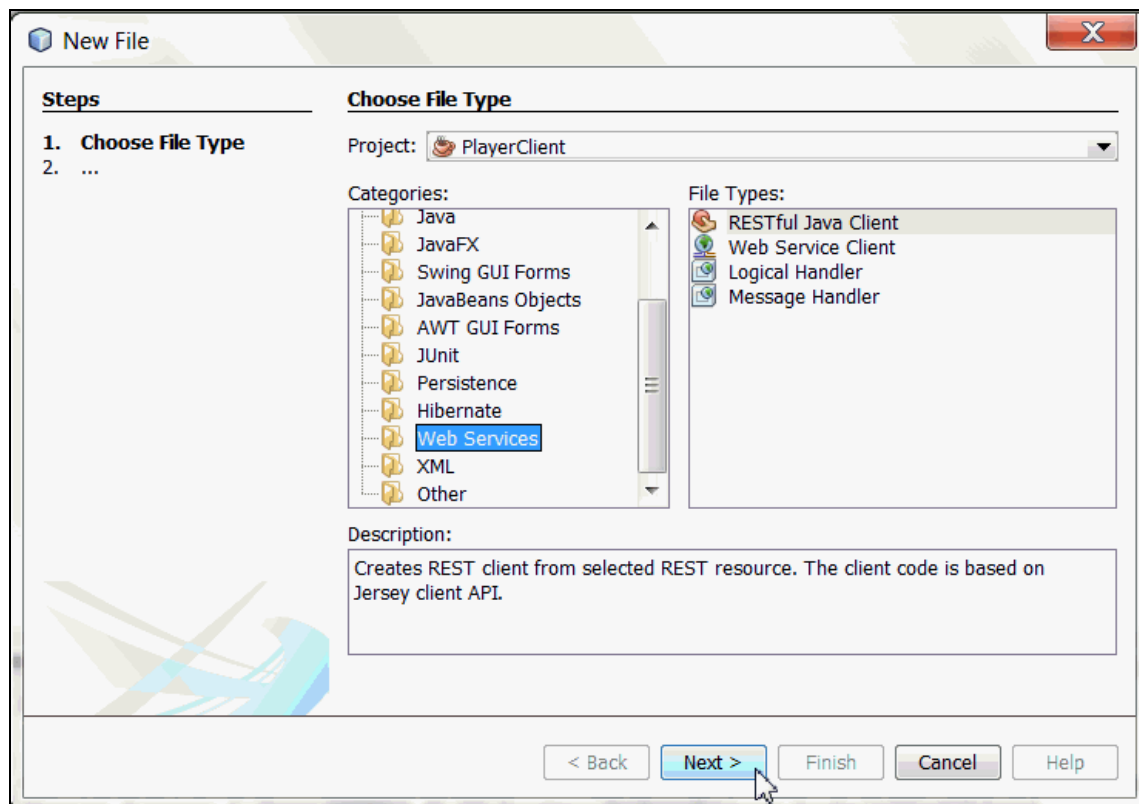 New File
X
Steps
1. Choose File Type
2. ...
Choose File Type
Project: PlayerClient
Categories:
Java
JavaFX
Swing GUI Forms
JavaBeans Objects
AWT GUI Forms
JUnit
Persistence
Hibernate
Web Services
XML
Other
File Types:
RESTful Java Client
Web Service Client
Logical Handler
Message Handler
Description:
Creates REST client from selected REST resource. The client code is based on
Jersey client API.
< Back Next > Finish Cancel Help